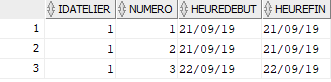 IDATELIER NUMERO HEUREDEBUT HEUREFIN
1 1 1 21/09/19 21/09/19
2 1 2 21/09/19 21/09/19
3 1 3 22/09/19 22/09/19